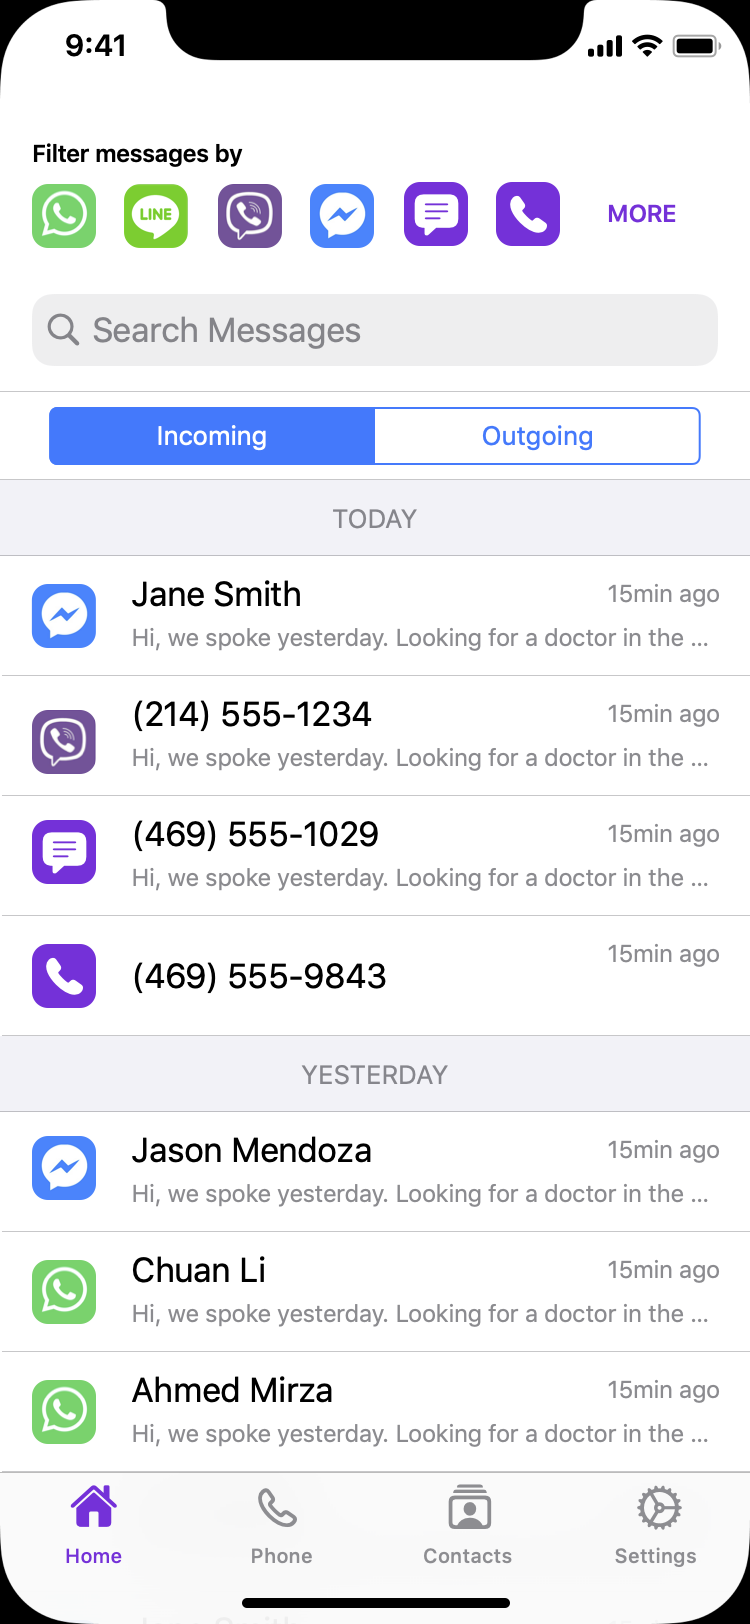 9:41
Filter messages by
LINE
MORE
Search Messages
Incoming Outgoing
TODAY
Jane Smith 15min ago
Hi, we spoke yesterday. Looking for a doctor in the ...
(214) 555-1234 15min ago
Hi, we spoke yesterday. Looking for a doctor in the ...
(469) 555-1029 15min ago
Hi, we spoke yesterday. Looking for a doctor in the ...
(469) 555-9843 15min ago
YESTERDAY
Jason Mendoza 15min ago
Hi, we spoke yesterday. Looking for a doctor in the ...
Chuan Li 15min ago
Hi, we spoke yesterday. Looking for a doctor in the ...
Ahmed Mirza 15min ago
Hi, we spoke yesterday. Looking for a doctor in the ...
Home Phone Contacts Settings